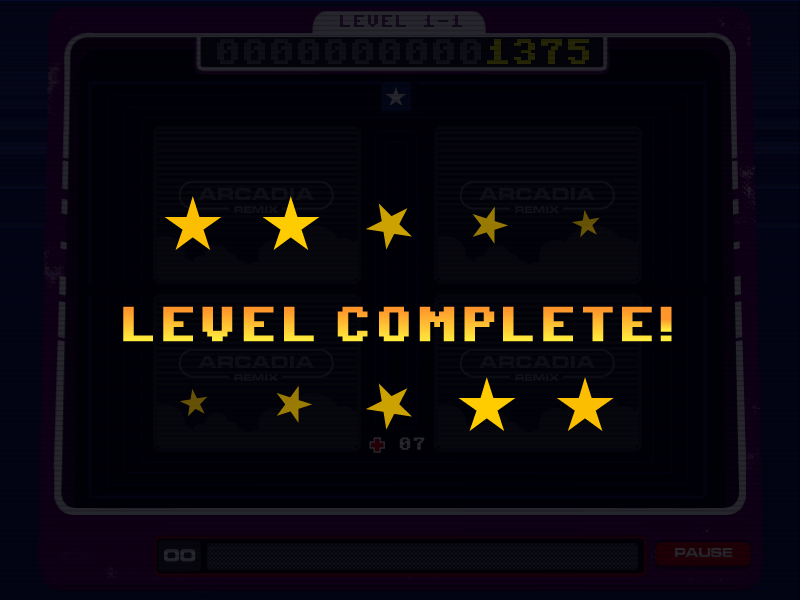 LEVEL 1-1
00000000001375
ARCADIA ARCADIA
REMIX REMIX
LEVEL COMPLETE!
ARCADIA ARCADIA
REMIX REMIX
07
00 PAUSE